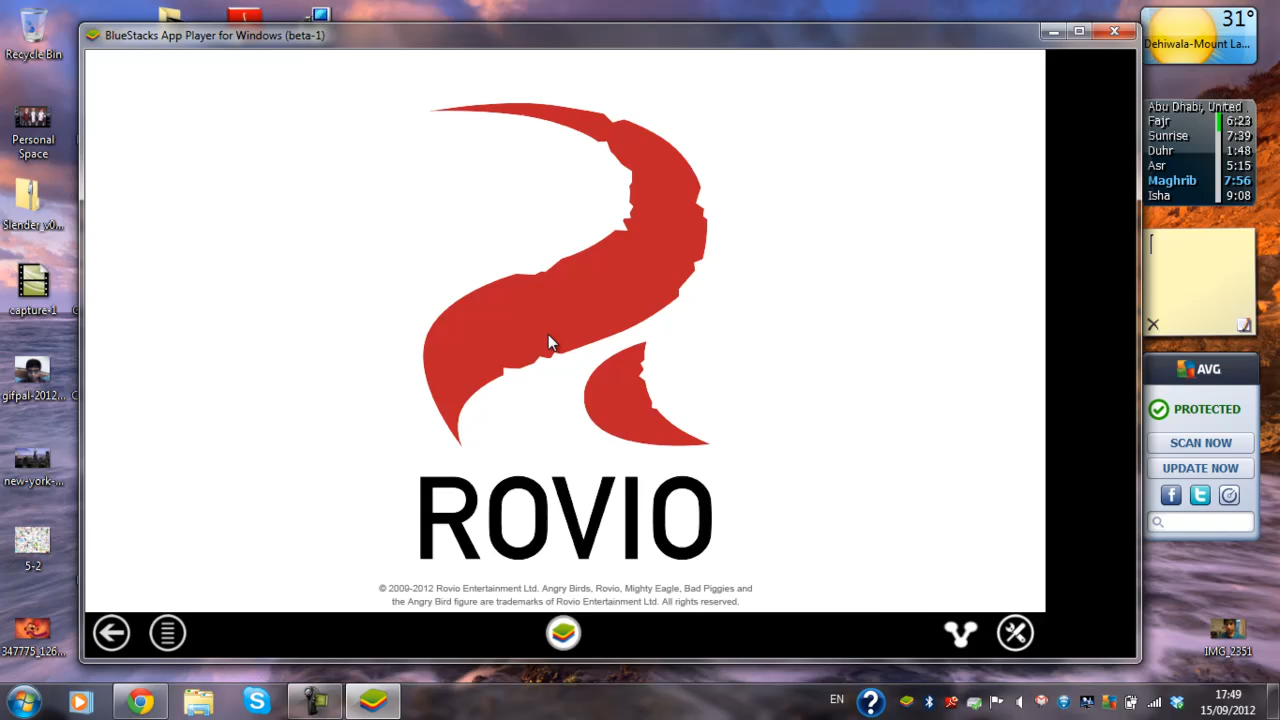 Recycle Bin
Personal
Space
Slender_v0...
capture-1
gifpal-2012...
new-york-...
5-2
347775_126...
BlueStacks App Player for Windows (beta-1)
ROVIO
© 2009-2012 Rovio Entertainment Ltd. Angry Birds, Rovio, Mighty Eagle, Bad Piggies and
the Angry Bird figure are trademarks of Rovio Entertainment Ltd. All rights reserved.
31°
Dehiwala-Mount La...
Abu Dhabi, United
Fajr 6:23
Sunrise 7:39
Duhr 1:48
Asr 5:15
Maghrib 7:56
Isha 9:08
AVG
PROTECTED
SCAN NOW
UPDATE NOW
IMG_2351
EN
17:49
15/09/2012